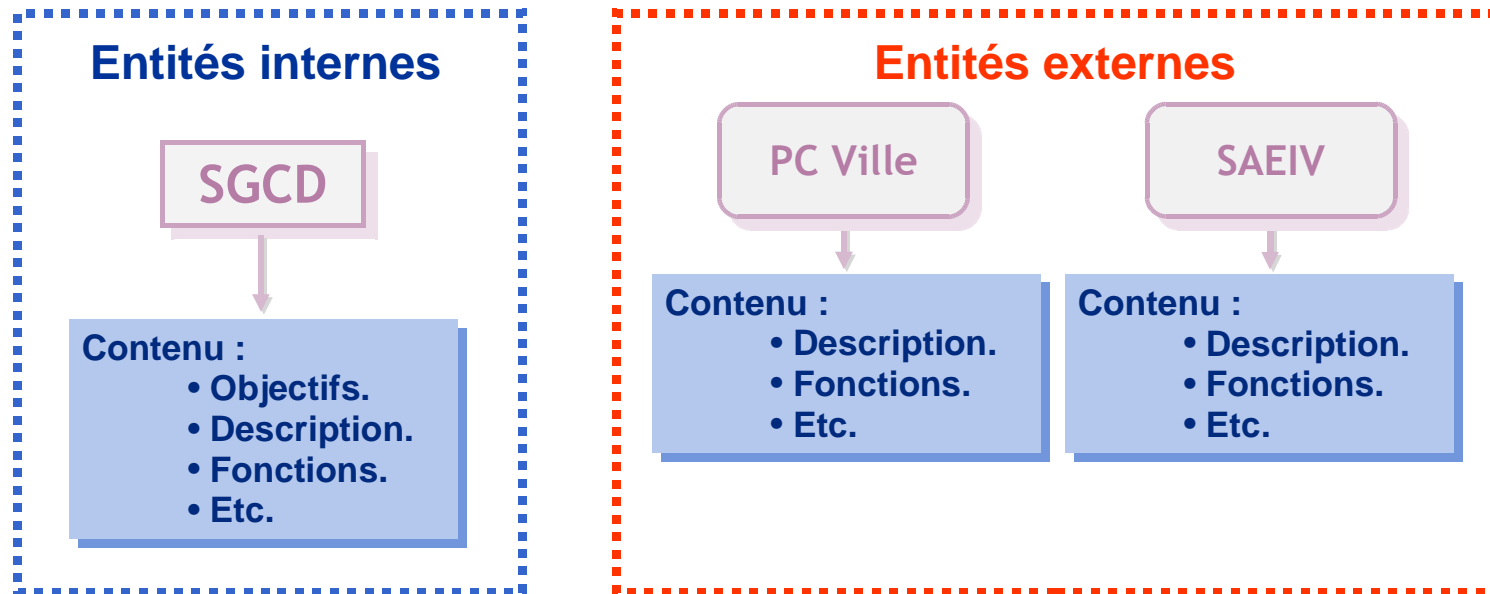 Entités internes
SGCD
Contenu :
• Objectifs.
• Description.
• Fonctions.
• Etc.
Entités externes
PC Ville
Contenu :
• Description.
• Fonctions.
• Etc.
SAEIV
Contenu :
• Description.
• Fonctions.
• Etc.